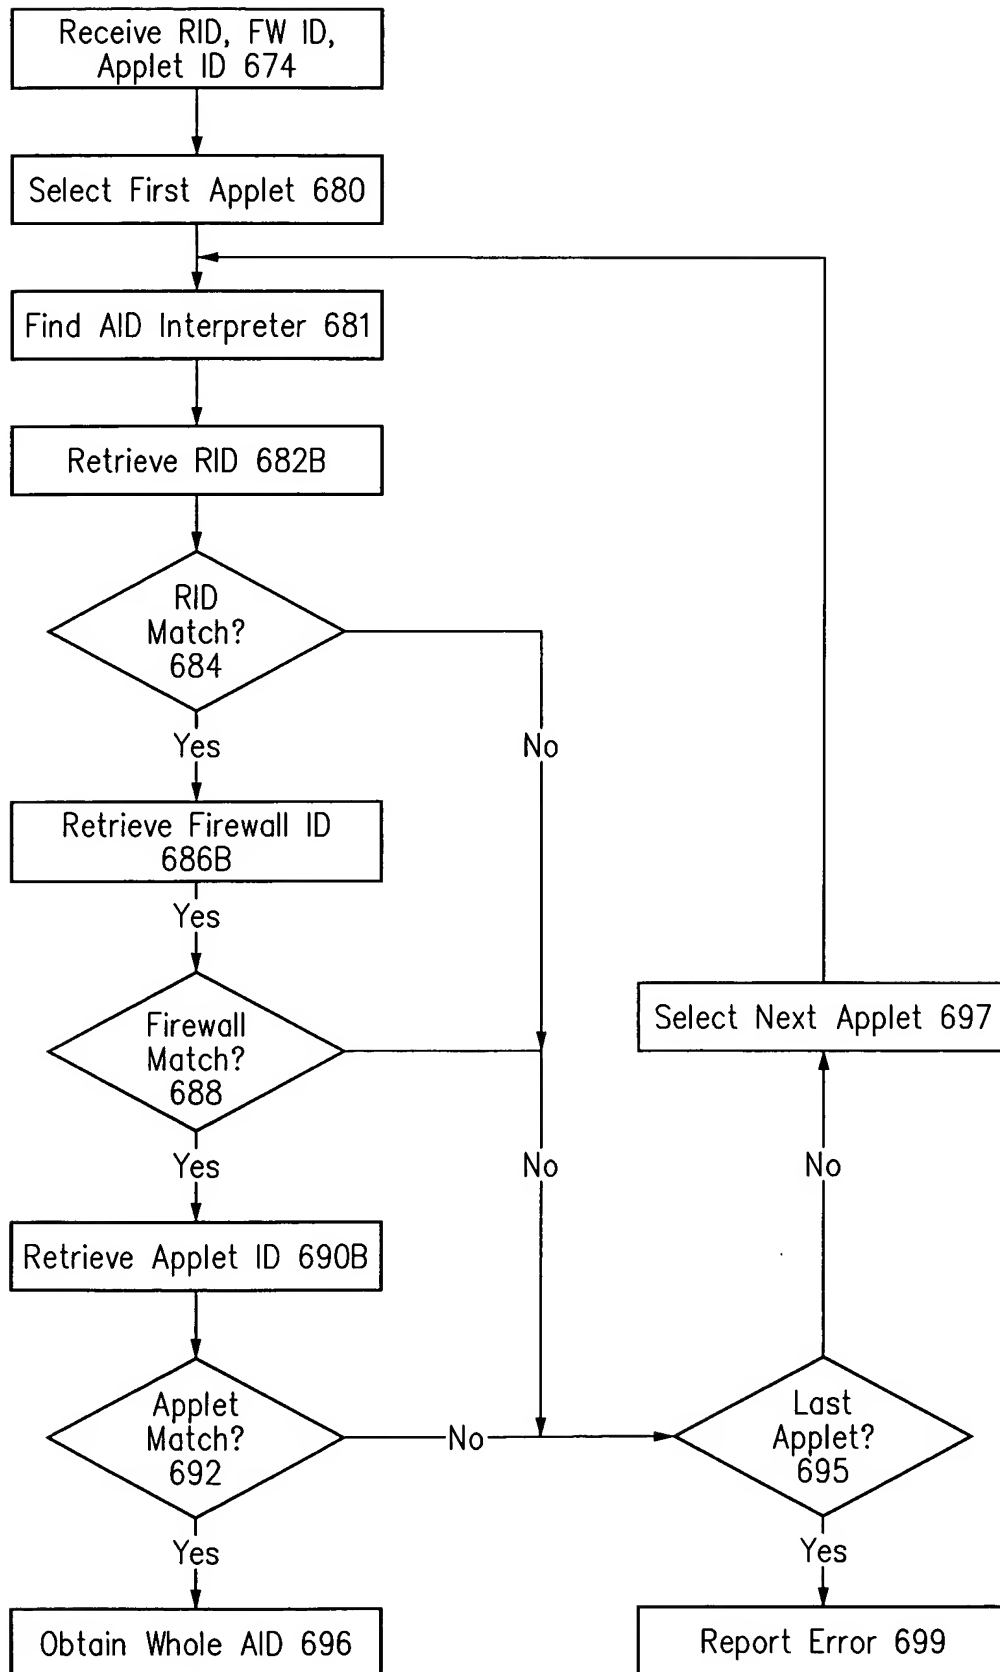 Receive RID, FW ID,
Applet ID 674
Select First Applet 680
Find AID Interpreter 681
Retrieve RID 682B
RID
Match?
684
Yes
No
Retrieve Firewall ID
686B
Yes
Firewall
Match?
688
Yes
No
Retrieve Applet ID 690B
Applet
Match?
692
No
Yes
Obtain Whole AID 696
Select Next Applet 697
No
Last
Applet?
695
Yes
Report Error 699